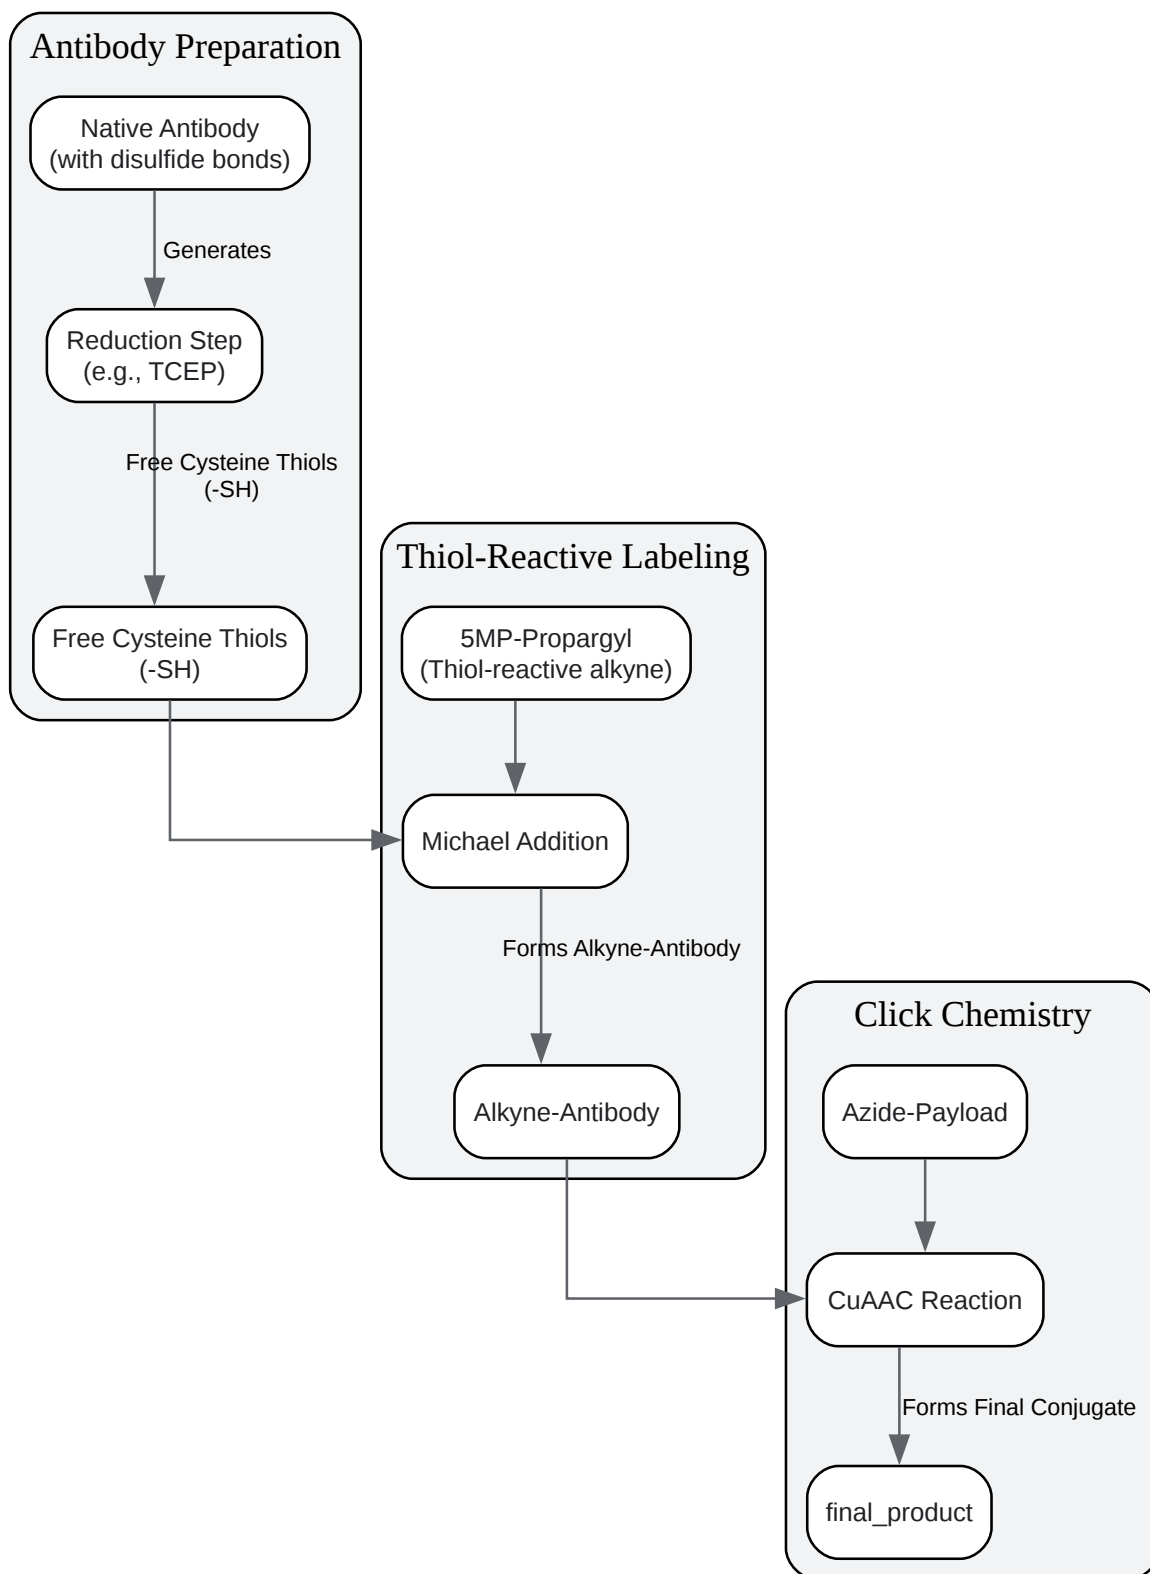 Antibody Preparation
Native Antibody
(with disulfide bonds)
Generates
Reduction Step
(e.g., TCEP)
Free Cysteine Thiols
(-SH)
Free Cysteine Thiols
(-SH)
Thiol-Reactive Labeling
5MP-Propargyl
(Thiol-reactive alkyne)
Michael Addition
Forms Alkyne-Antibody
Alkyne-Antibody
Click Chemistry
Azide-Payload
CuAAC Reaction
Forms Final Conjugate
final_product